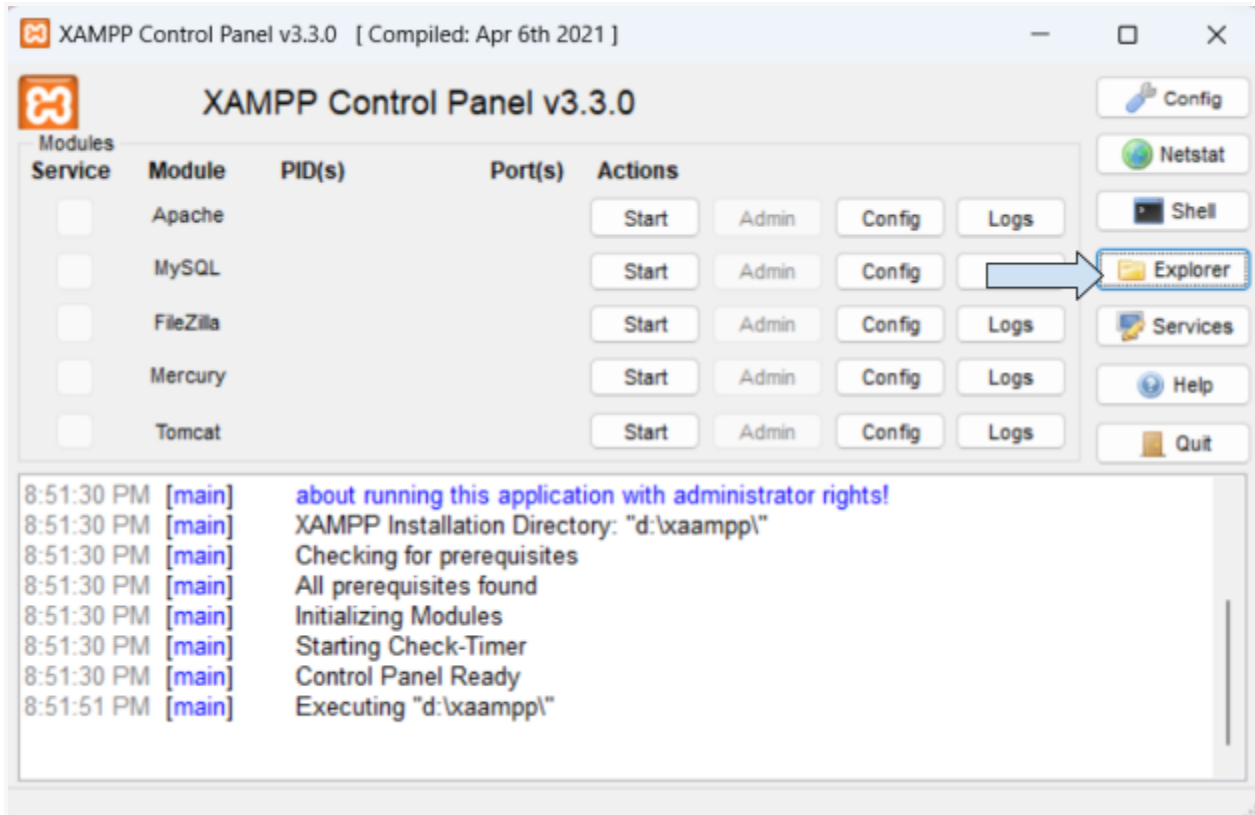 XAMPP Control Panel v3.3.0 [ Compiled: Apr 6th 2021 ]
XAMPP Control Panel v3.3.0
Config
Modules
Netstat
Service Module PID(s) Port(s) Actions
Apache Start Admin Config Logs
Shell
MySQL Start Admin Config
Explorer
FileZilla Start Admin Config Logs
Services
Mercury Start Admin Config Logs
Help
Tomcat Start Admin Config Logs
Quit
8:51:30 PM [main] about running this application with administrator rights!
8:51:30 PM [main] XAMPP Installation Directory: "d:\xaampp\"
8:51:30 PM [main] Checking for prerequisites
8:51:30 PM [main] All prerequisites found
8:51:30 PM [main] Initializing Modules
8:51:30 PM [main] Starting Check-Timer
8:51:30 PM [main] Control Panel Ready
8:51:51 PM [main] Executing "d:\xaampp\"